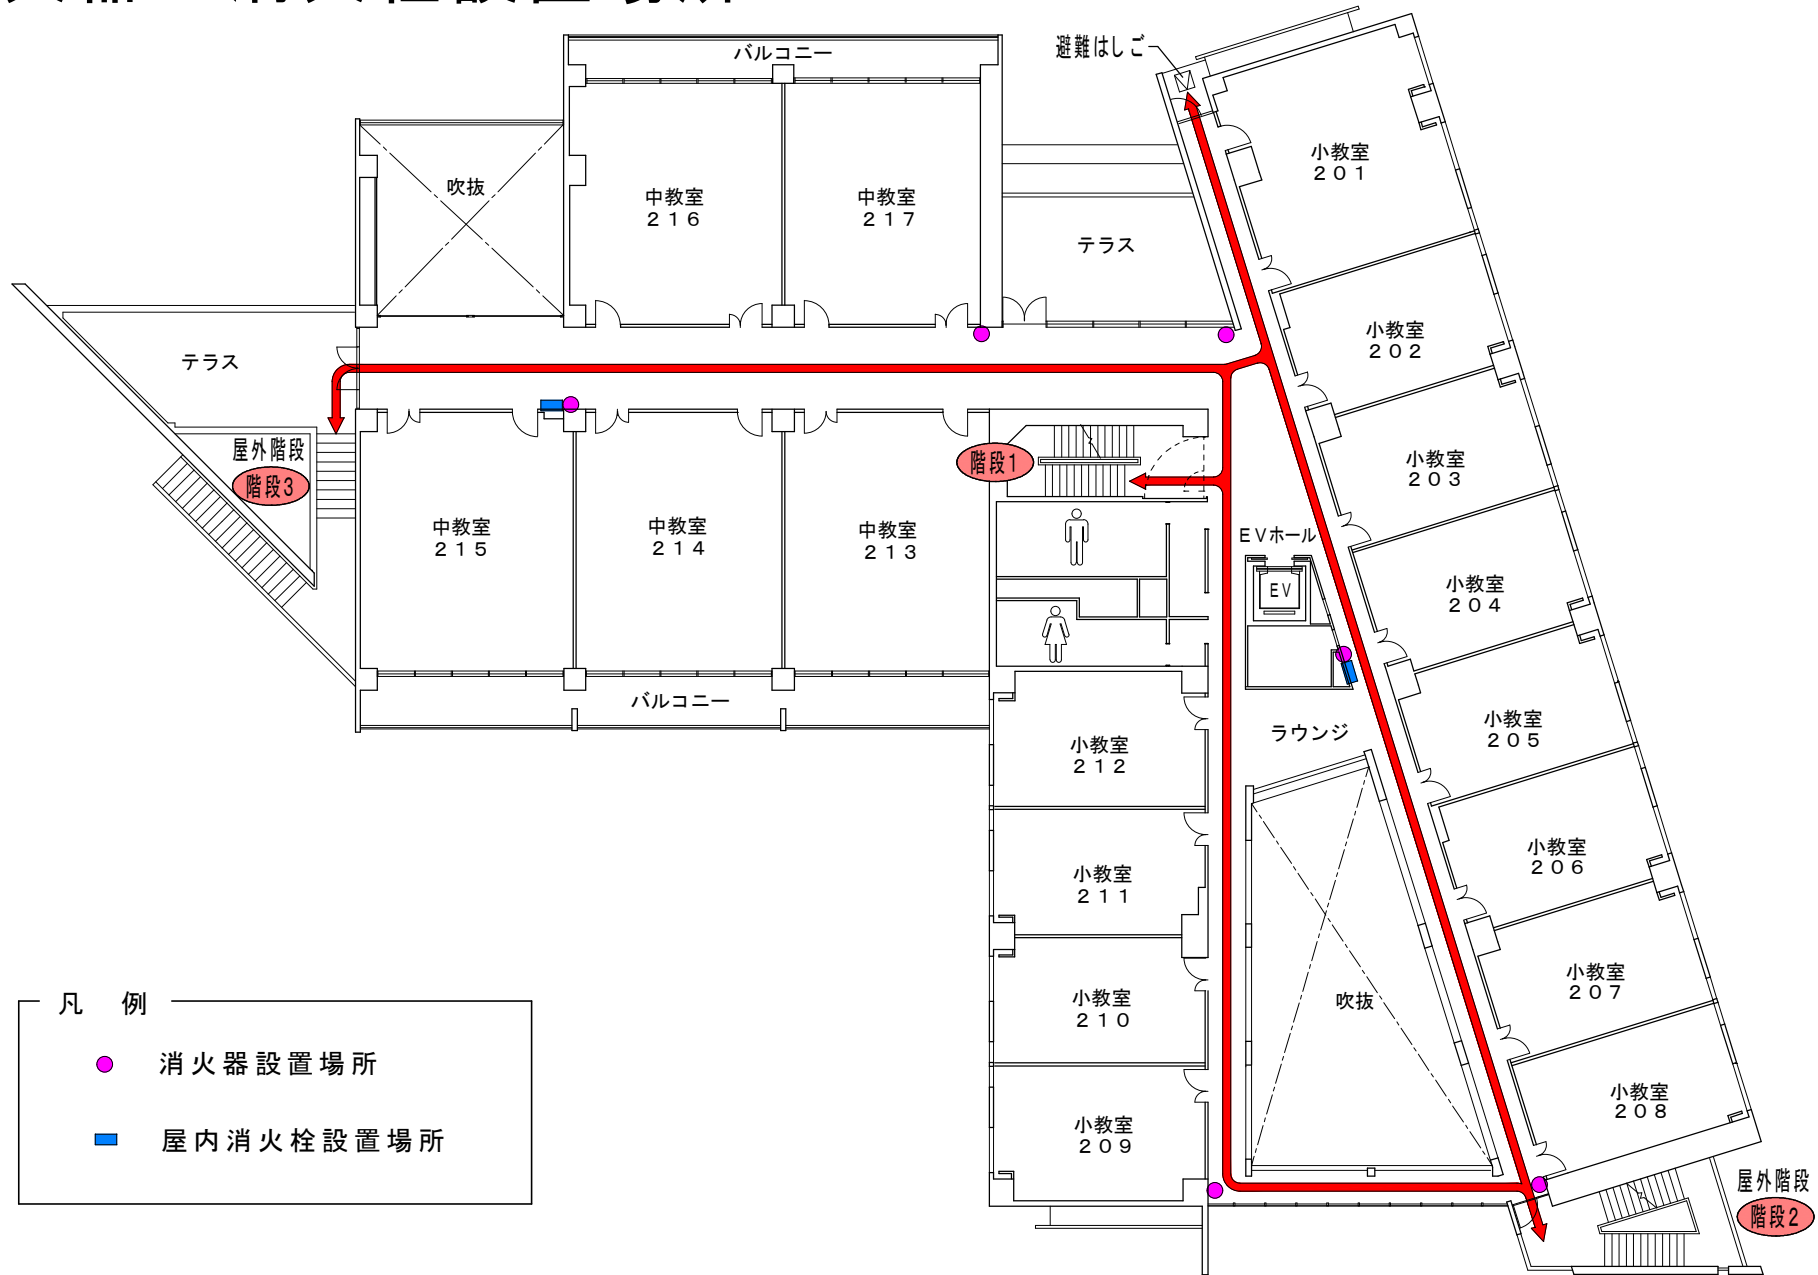 バルコニー
避難はしご
小教室
201
吹抜
中教室
216
中教室
217
テラス
小教室
202
テラス
屋外階段
階段3
階段1
小教室
203
中教室
215
中教室
214
中教室
213
EVホール
EV
小教室
204
バルコニー
ラウンジ
小教室
205
小教室
212
小教室
206
小教室
211
小教室
207
小教室
210
吹抜
小教室
208
小教室
209
屋外階段
階段2
凡例
消火器設置場所
屋内消火栓設置場所